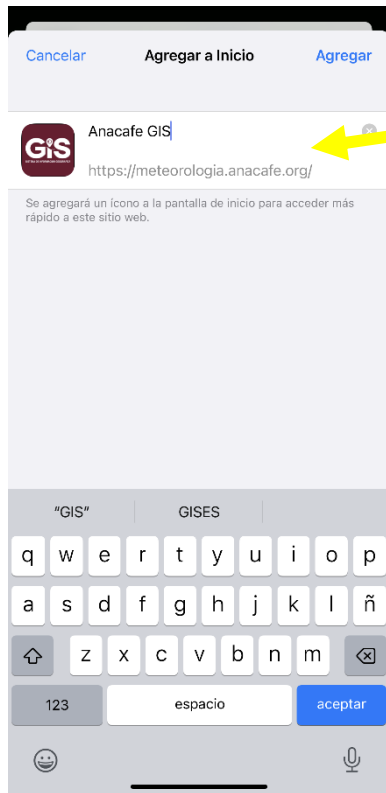 Cancelar Agregar a Inicio Agregar
Anacafe GIS
GIS
https://meteorologia.anacafe.org/
Se agregará un ícono a la pantalla de inicio para acceder más
rápido a este sitio web.
"GIS" GISES
q w e r t y u i o p
a s d f g h j k l ñ
z x c v b n m
123 espacio aceptar